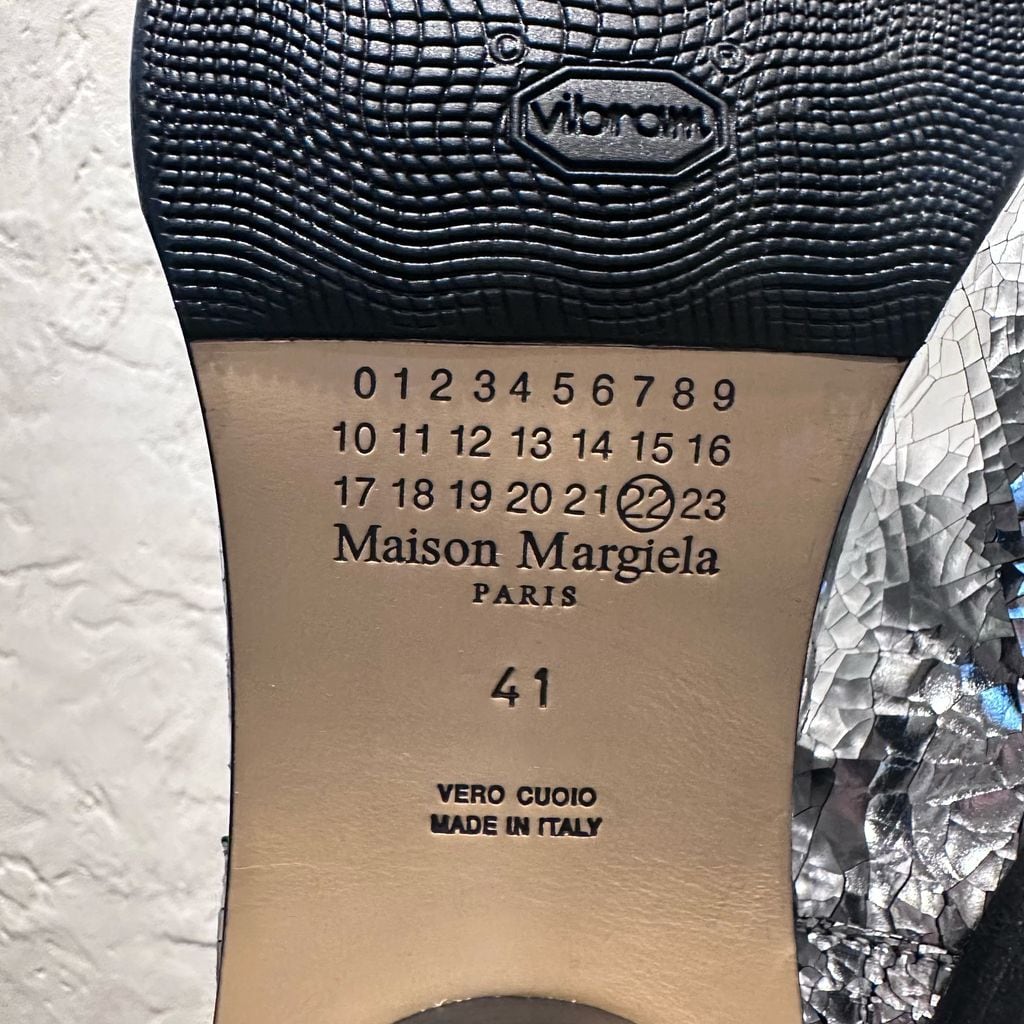 © ©
vibram
0 1 2 3 4 5 6 7 8 9
10 11 12 13 14 15 16
17 18 19 20 21 22 23
Maison Margiela
PARIS
41
VERO CUOIO
MADE IN ITALY